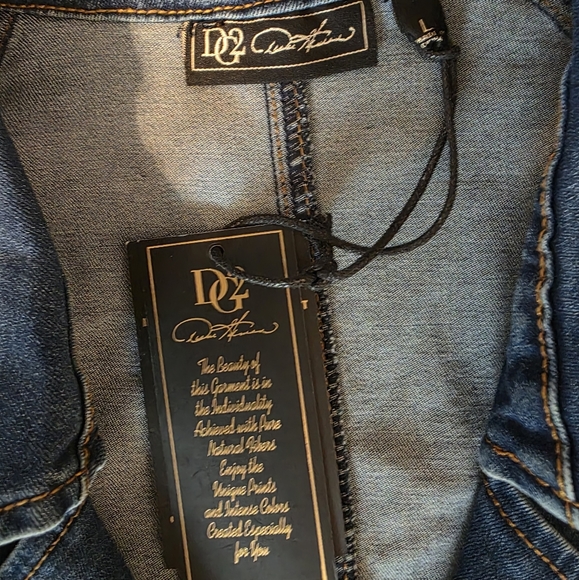 DG2
L
DG2
The Beauty of
this Garment is in
the Individuality
Achieved with Pure
Natural Fibers
Enjoy the
Unique Prints
and Intense Colors
Created Especially
for You